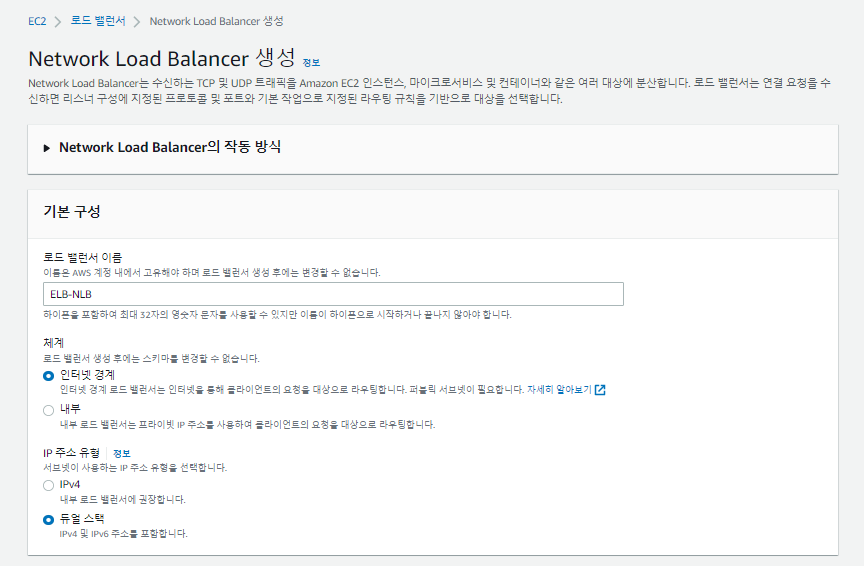 EC2 > 로드 밸런서 > Network Load Balancer 생성
Network Load Balancer 생성 정보
Network Load Balancer는 수신하는 TCP 및 UDP 트래픽을 Amazon EC2 인스턴스, 마이크로서비스 및 컨테이너와 같은 여러 대상에 분산합니다. 로드 밸런서는 연결 요청을 수
신하면 리스너 구성에 지정된 프로토콜 및 포트와 기본 작업으로 지정된 라우팅 규칙을 기반으로 대상을 선택합니다.
Network Load Balancer의 작동 방식
기본 구성
로드 밸런서 이름
이름은 AWS 계정 내에서 고유해야 하며 로드 밸런서 생성 후에는 변경할 수 없습니다.
ELB-NLB
하이픈을 포함하여 최대 32자의 영숫자 문자를 사용할 수 있지만 이름이 하이픈으로 시작하거나 끝나지 않아야 합니다.
체계
로드 밸런서 생성 후에는 스키마를 변경할 수 없습니다.
인터넷 경계
인터넷 경계 로드 밸런서는 인터넷을 통해 클라이언트의 요청을 대상으로 라우팅합니다. 퍼블릭 서브넷이 필요합니다. 자세히 알아보기
내부
내부 로드 밸런서는 프라이빗 IP 주소를 사용하여 클라이언트의 요청을 대상으로 라우팅합니다.
IP 주소 유형 정보
서브넷이 사용하는 IP 주소 유형을 선택합니다.
IPv4
내부 로드 밸런서에 권장합니다.
듀얼 스택
IPv4 및 IPv6 주소를 포함합니다.